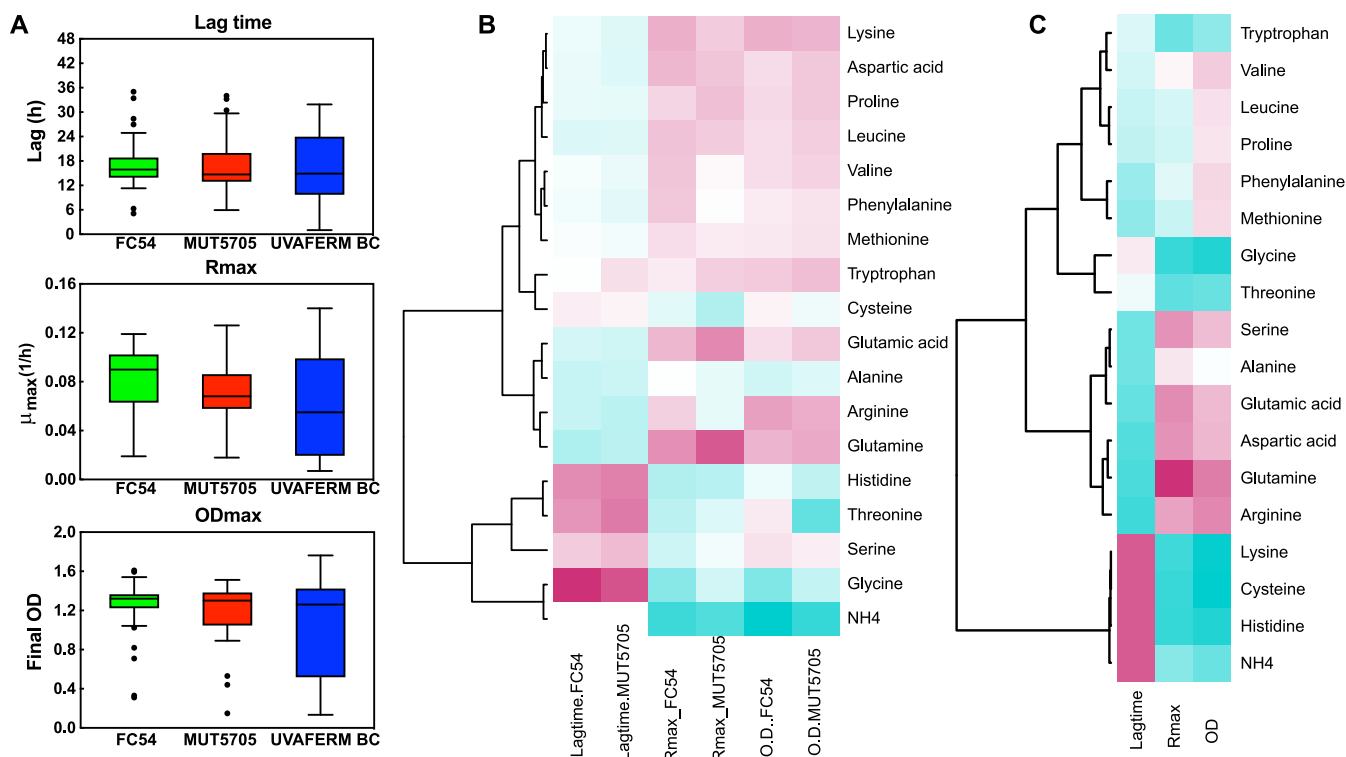 A
Lag time
Lag (h)
48
42
36
30
24
18
12
6
0
FC54 MUT5705 UVAFERM BC
Rmax
μmax(1/h)
0.16
0.12
0.08
0.04
0.00
FC54 MUT5705 UVAFERM BC
ODmax
Final OD
2.0
1.6
1.2
0.8
0.4
0.0
FC54 MUT5705 UVAFERM BC
B
Lysine
Aspartic acid
Proline
Leucine
Valine
Phenylalanine
Methionine
Tryptrophan
Cysteine
Glutamic acid
Alanine
Arginine
Glutamine
Histidine
Threonine
Serine
Glycine
NH4
Lagtime.FC54
Lagtime.MUT5705
Rmax_FC54
Rmax_MUT5705
O.D..FC54
O.D.MUT5705
C
Tryptrophan
Valine
Leucine
Proline
Phenylalanine
Methionine
Glycine
Threonine
Serine
Alanine
Glutamic acid
Aspartic acid
Glutamine
Arginine
Lysine
Cysteine
Histidine
NH4
Lagtime
Rmax
OD